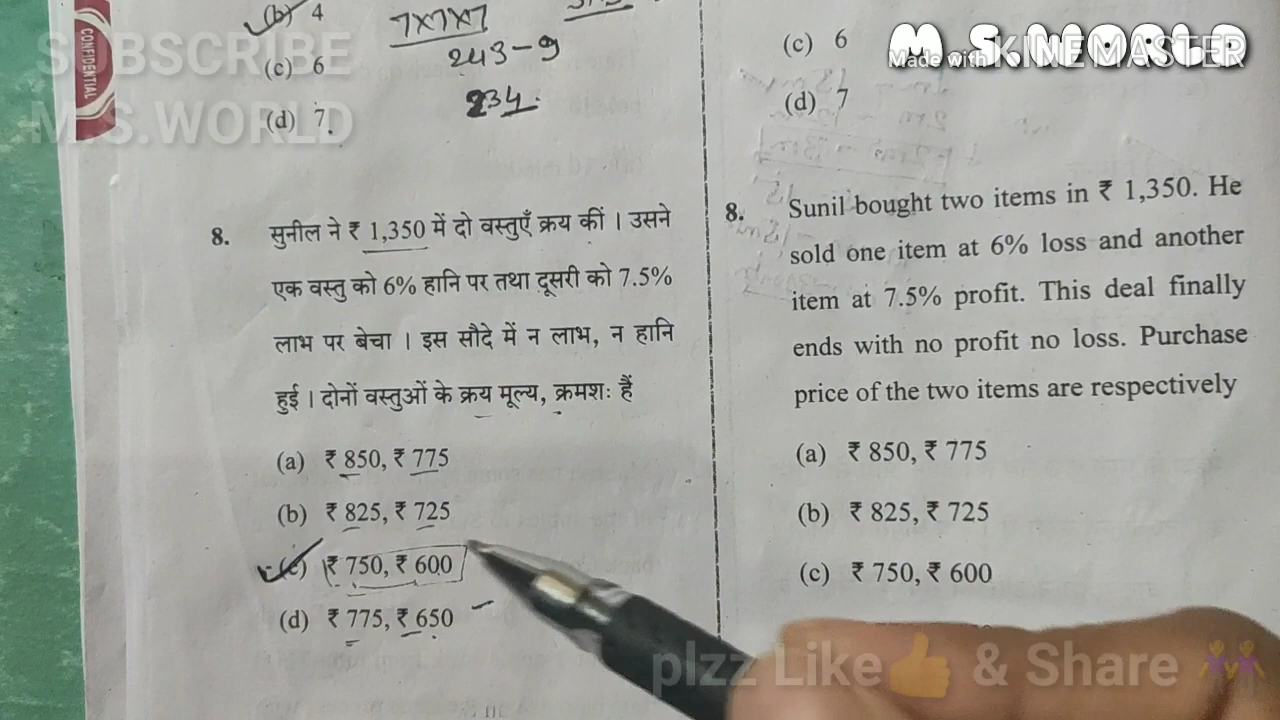 CONFIDENTIAL
SUBSCRIBE
M.S.WORLD
M.S.WORLD
Made with KINE MASTER
(b) 4
(c) 6
(d) 7.
7×7×7
243-9
234.
(c) 6
(d) 7
8. सुनील ने ₹ 1,350 में दो वस्तुएँ क्रय कीं । उसने
एक वस्तु को 6% हानि पर तथा दूसरी को 7.5%
लाभ पर बेचा । इस सौदे में न लाभ, न हानि
हुई । दोनों वस्तुओं के क्रय मूल्य, क्रमशः हैं
(a) ₹ 850, ₹ 775
(b) ₹ 825, ₹ 725
(c) ₹ 750, ₹ 600
(d) ₹ 775, ₹ 650
8. Sunil bought two items in ₹ 1,350. He
sold one item at 6% loss and another
item at 7.5% profit. This deal finally
ends with no profit no loss. Purchase
price of the two items are respectively
(a) ₹ 850, ₹ 775
(b) ₹ 825, ₹ 725
(c) ₹ 750, ₹ 600
plzz Like👍 & Share 👯